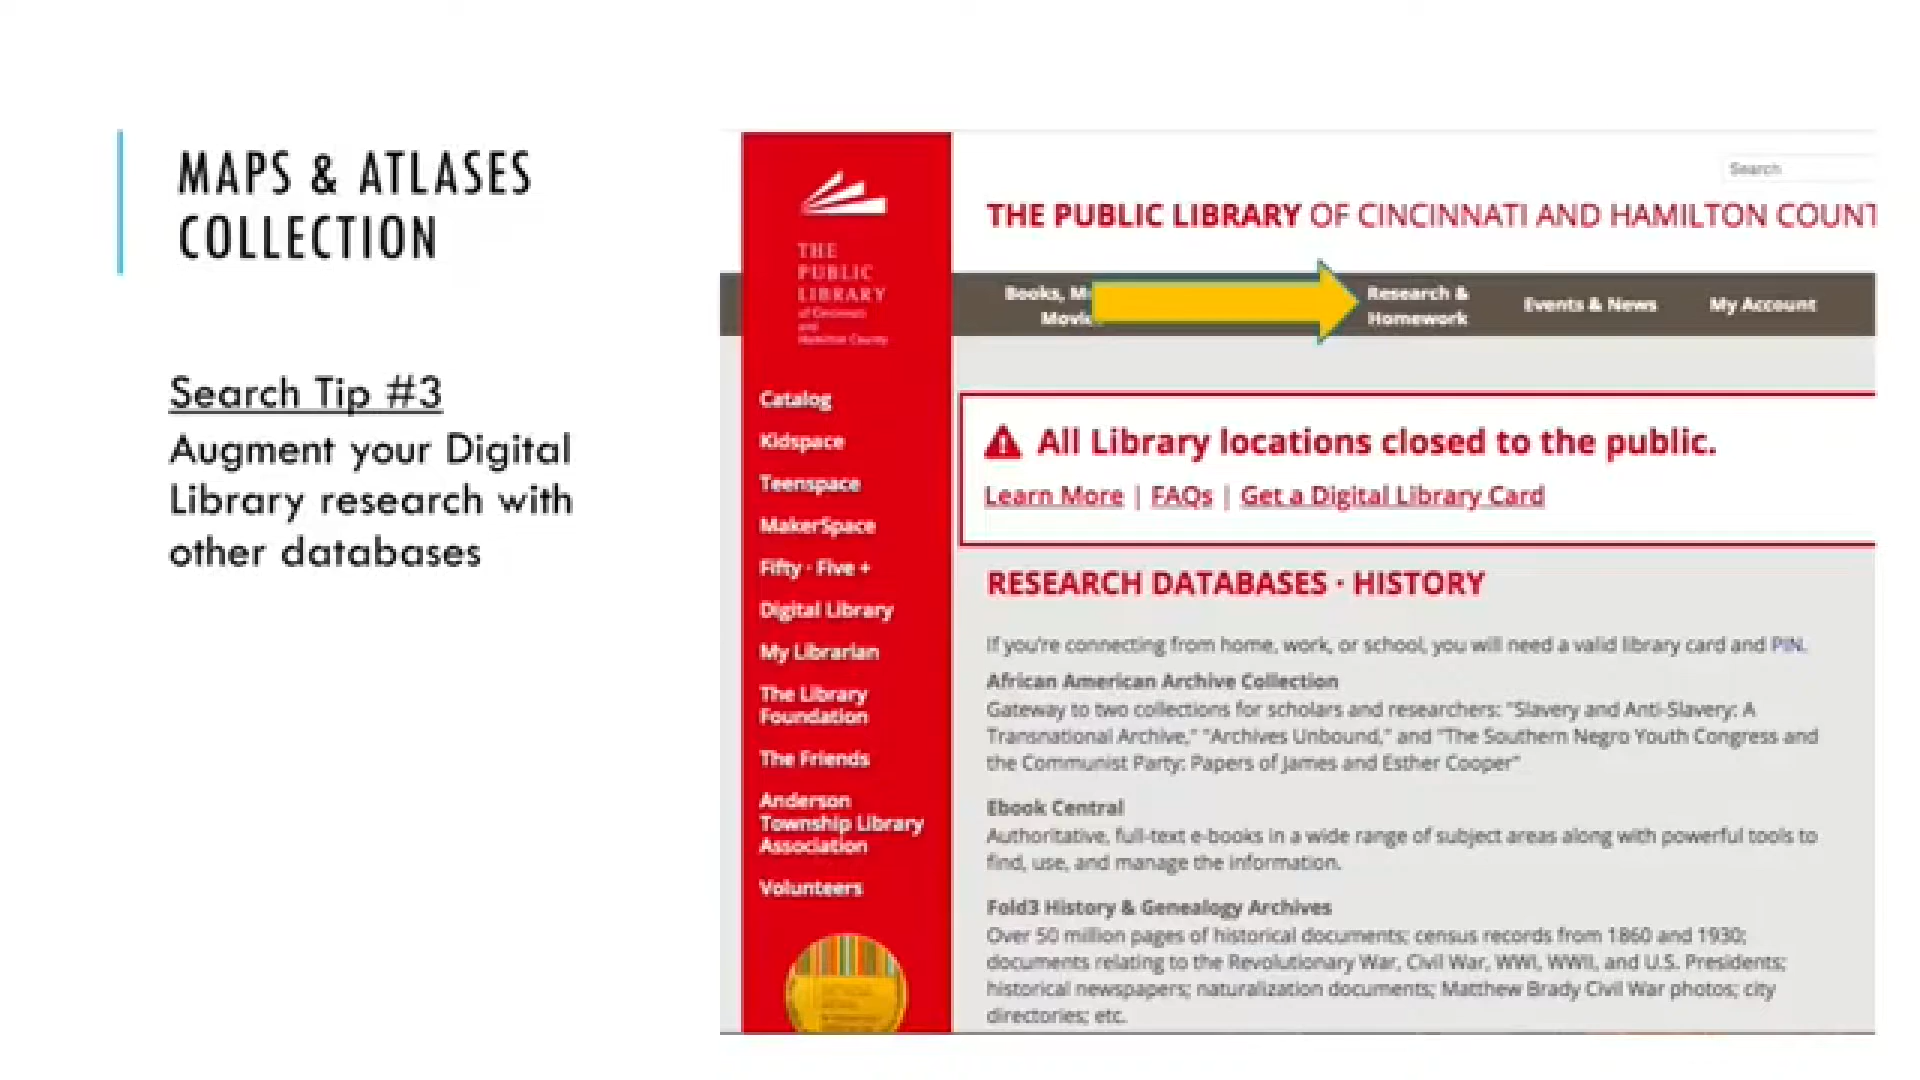 MAPS & ATLASES
COLLECTION
Search Tip #3
Augment your Digital
Library research with
other databases
THE
PUBLIC
LIBRARY
of Cincinnati
and
Hamilton County
Catalog
Kidspace
Teenspace
MakerSpace
Fifty · Five +
Digital Library
My Librarian
The Library
Foundation
The Friends
Anderson
Township Library
Association
Volunteers
Search
THE PUBLIC LIBRARY OF CINCINNATI AND HAMILTON COUNT
Books, M
Movie
Research &
Homework
Events & News
My Account
All Library locations closed to the public.
Learn More | FAQs | Get a Digital Library Card
RESEARCH DATABASES · HISTORY
If you're connecting from home, work, or school, you will need a valid library card and PIN.
African American Archive Collection
Gateway to two collections for scholars and researchers: "Slavery and Anti-Slavery: A
Transnational Archive," "Archives Unbound," and "The Southern Negro Youth Congress and
the Communist Party: Papers of James and Esther Cooper"
Ebook Central
Authoritative, full-text e-books in a wide range of subject areas along with powerful tools to
find, use, and manage the information.
Fold3 History & Genealogy Archives
Over 50 million pages of historical documents; census records from 1860 and 1930;
documents relating to the Revolutionary War, Civil War, WWI, WWII, and U.S. Presidents;
historical newspapers; naturalization documents; Matthew Brady Civil War photos; city
directories; etc.